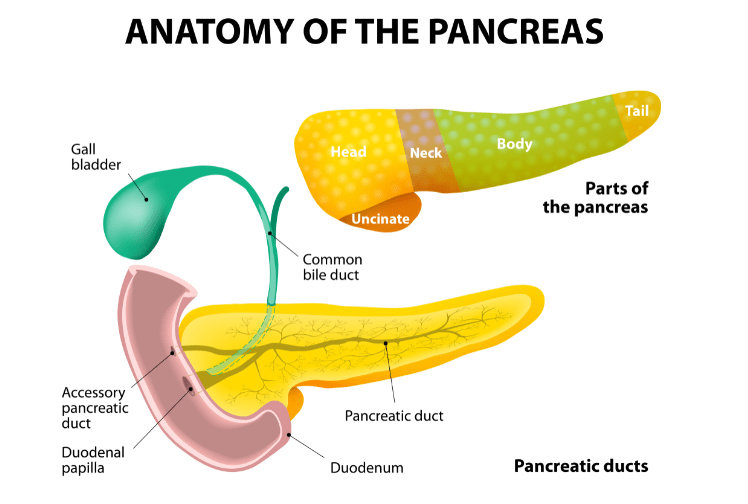 ANATOMY OF THE PANCREAS
Tail
Head
Neck
Body
Gall
bladder
Parts of
the pancreas
Uncinate
Common
bile duct
Accessory
pancreatic
duct
Pancreatic duct
Duodenal
papilla
Duodenum
Pancreatic ducts